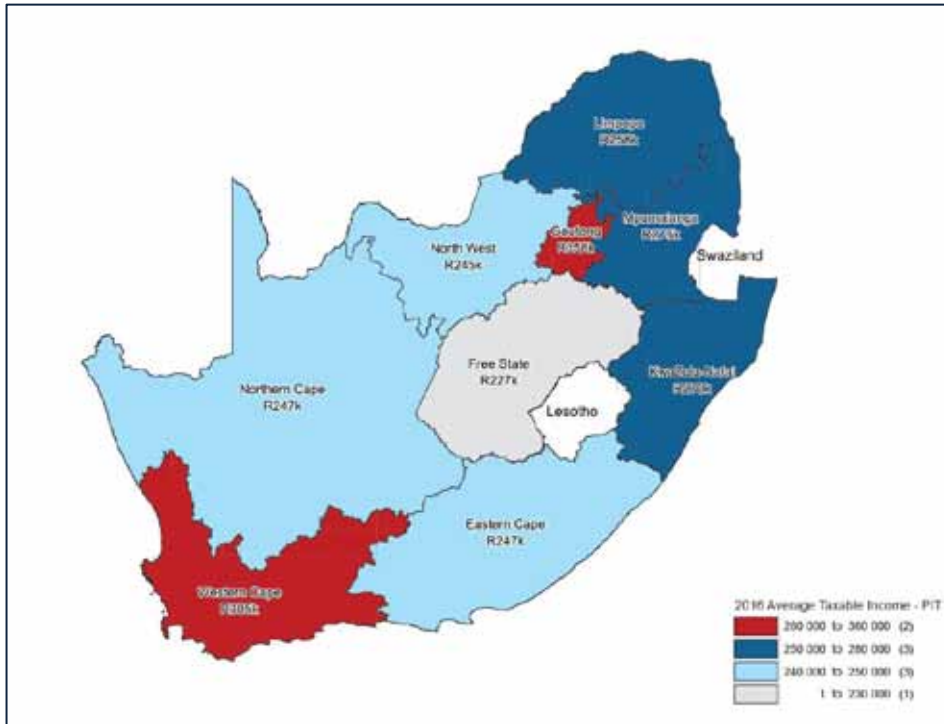 Limpopo
Mpumalanga
Gauteng
Swaziland
North West
R245k
Free State
R227k
KwaZulu-Natal
Northern Cape
R247k
Lesotho
Eastern Cape
R247k
Western Cape
2016 Average Taxable Income - PIT
280 000 to 360 000 (2)
250 000 to 280 000 (3)
240 000 to 250 000 (3)
1 to 230 000 (1)